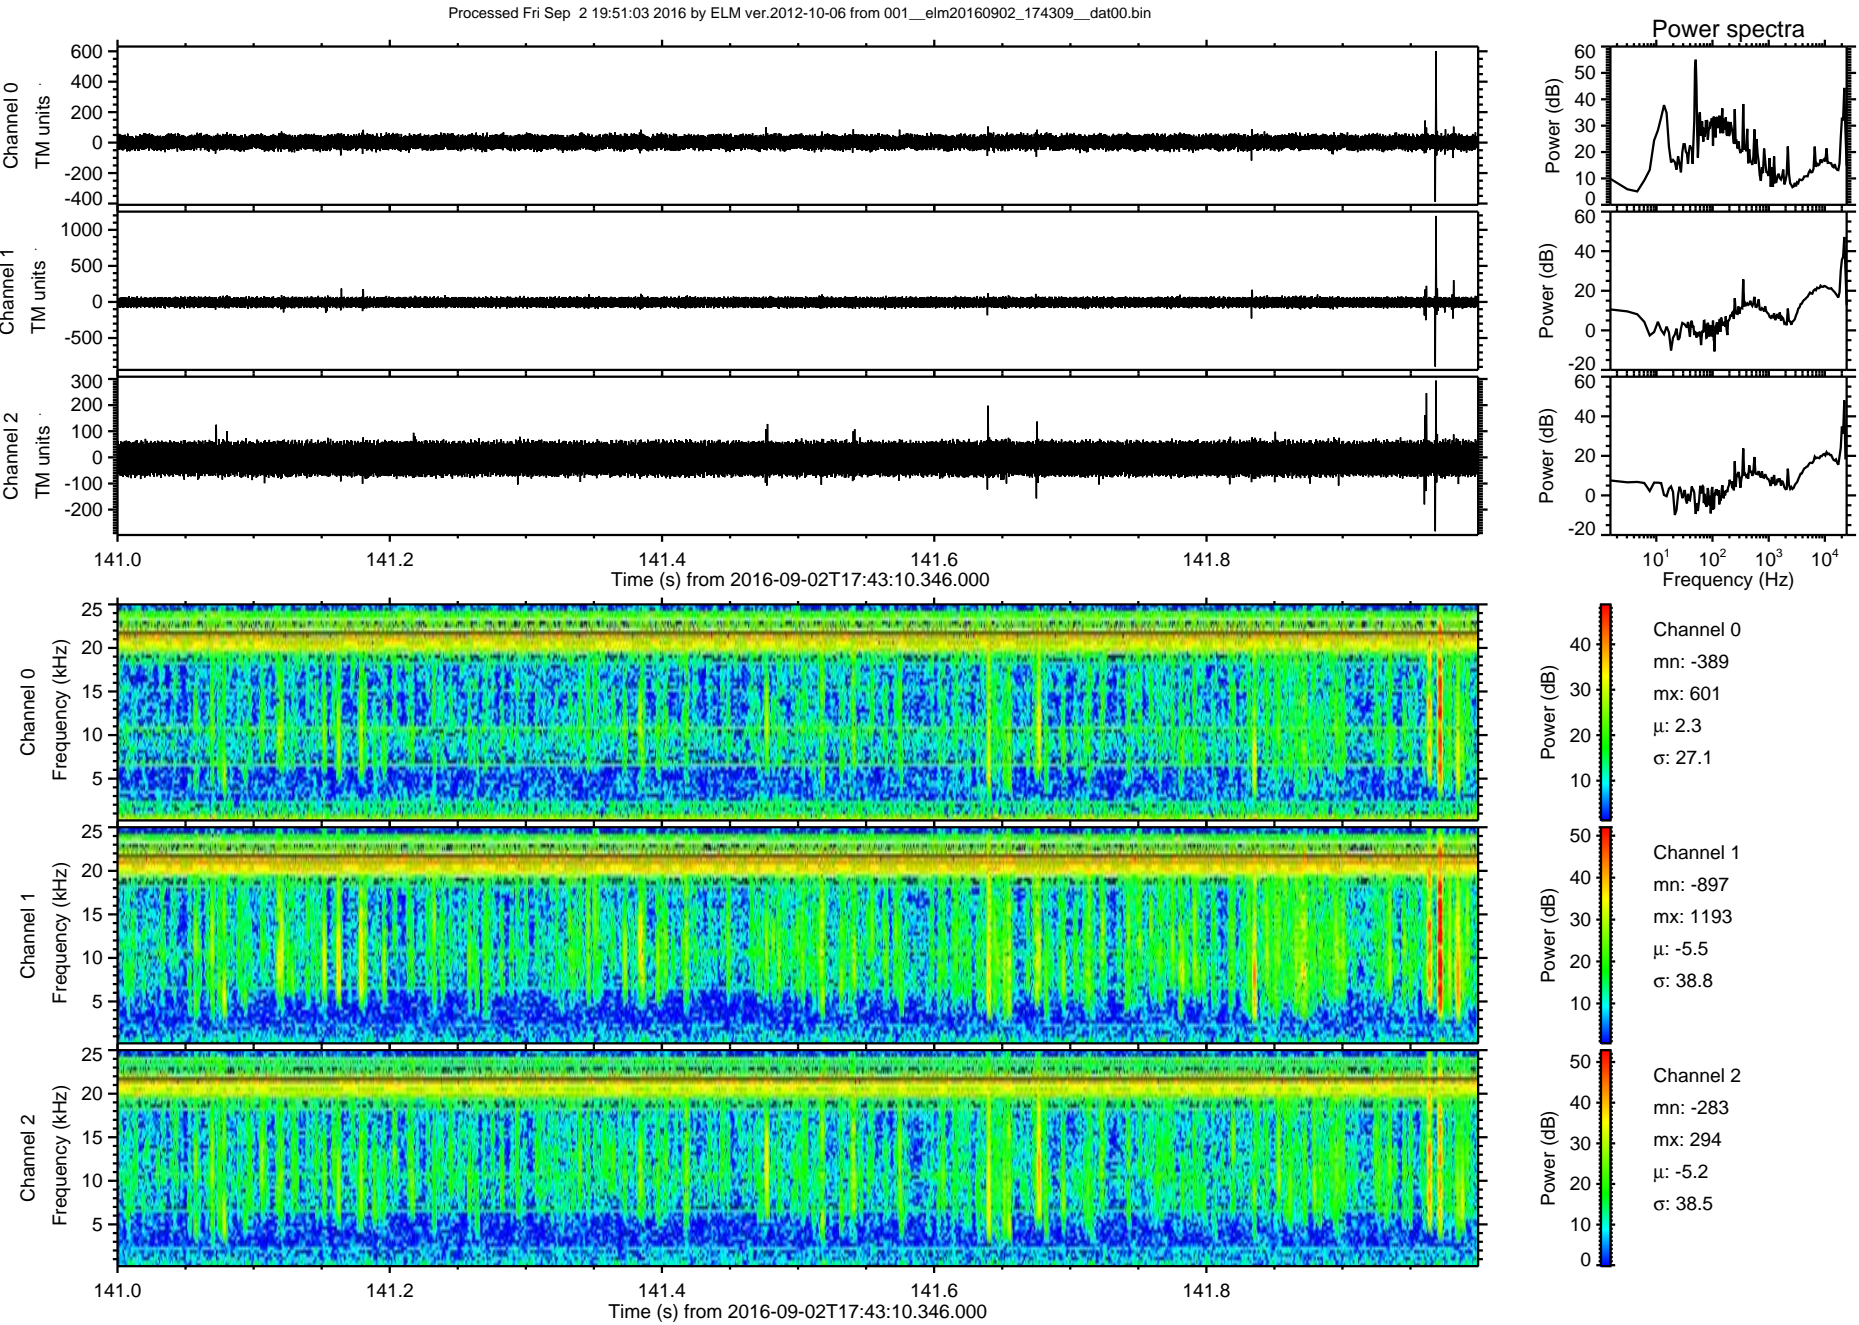 Processed Fri Sep  2 19:51:03 2016 by ELM ver.2012-10-06 from 001__elm20160902_174309__dat00.bin
Power spectra
Channel 0
TM units
600
400
200
0
-200
-400
Power (dB)
60
50
40
30
20
10
0
Channel 1
TM units
1000
500
0
-500
Power (dB)
60
40
20
0
-20
Channel 2
TM units
300
200
100
0
-100
-200
Power (dB)
60
40
20
0
-20
141.0
141.2
141.4
141.6
141.8
Time (s) from 2016-09-02T17:43:10.346.000
10¹
10²
10³
10⁴
Frequency (Hz)
Channel 0
Frequency (kHz)
25
20
15
10
5
Power (dB)
40
30
20
10
Channel 0
mn: -389
mx: 601
μ: 2.3
σ: 27.1
Channel 1
Frequency (kHz)
25
20
15
10
5
Power (dB)
50
40
30
20
10
Channel 1
mn: -897
mx: 1193
μ: -5.5
σ: 38.8
Channel 2
Frequency (kHz)
25
20
15
10
5
Power (dB)
50
40
30
20
10
0
Channel 2
mn: -283
mx: 294
μ: -5.2
σ: 38.5
141.0
141.2
141.4
141.6
141.8
Time (s) from 2016-09-02T17:43:10.346.000